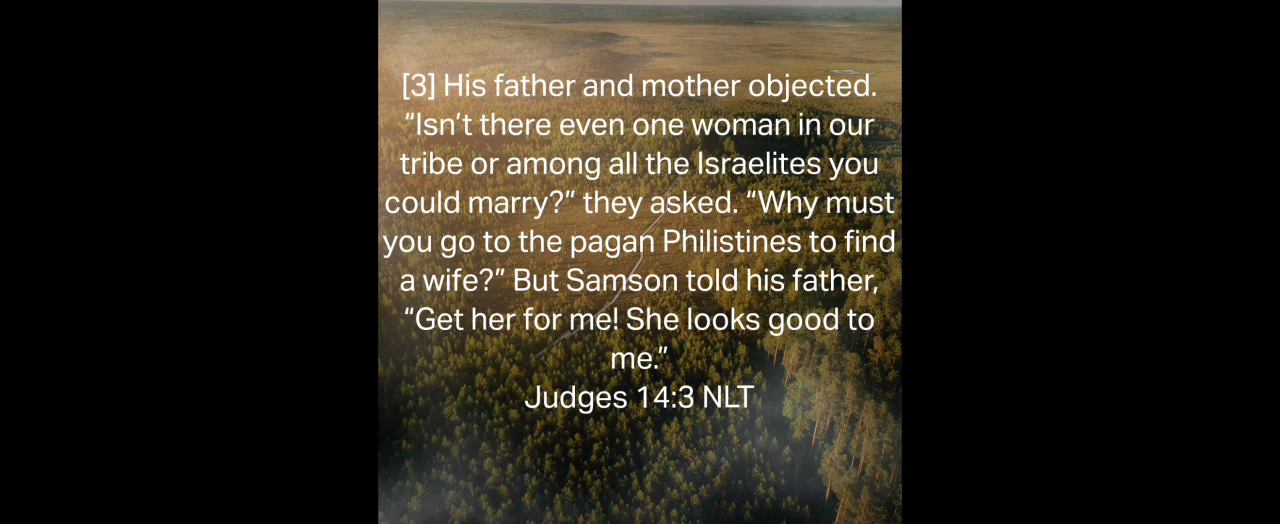 [3] His father and mother objected.
“Isn’t there even one woman in our
tribe or among all the Israelites you
could marry?” they asked. “Why must
you go to the pagan Philistines to find
a wife?” But Samson told his father,
“Get her for me! She looks good to
me.”
Judges 14:3 NLT